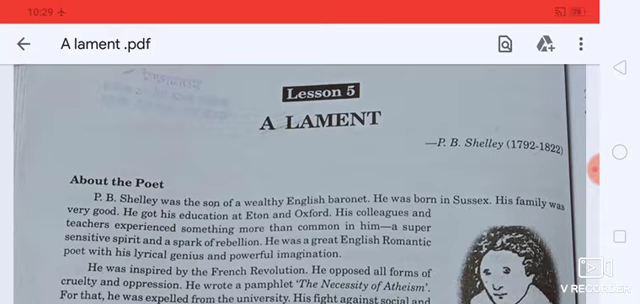 10:29
A lament .pdf
Lesson 5
A LAMENT
—P. B. Shelley (1792-1822)
About the Poet
P. B. Shelley was the son of a wealthy English baronet. He was born in Sussex. His family was
very good. He got his education at Eton and Oxford. His colleagues and
teachers experienced something more than common in him—a super
sensitive spirit and a spark of rebellion. He was a great English Romantic
poet with his lyrical genius and powerful imagination.
He was inspired by the French Revolution. He opposed all forms of
cruelty and oppression. He wrote a pamphlet 'The Necessity of Atheism'.
For that, he was expelled from the university. His fight against social and
V RECORDER